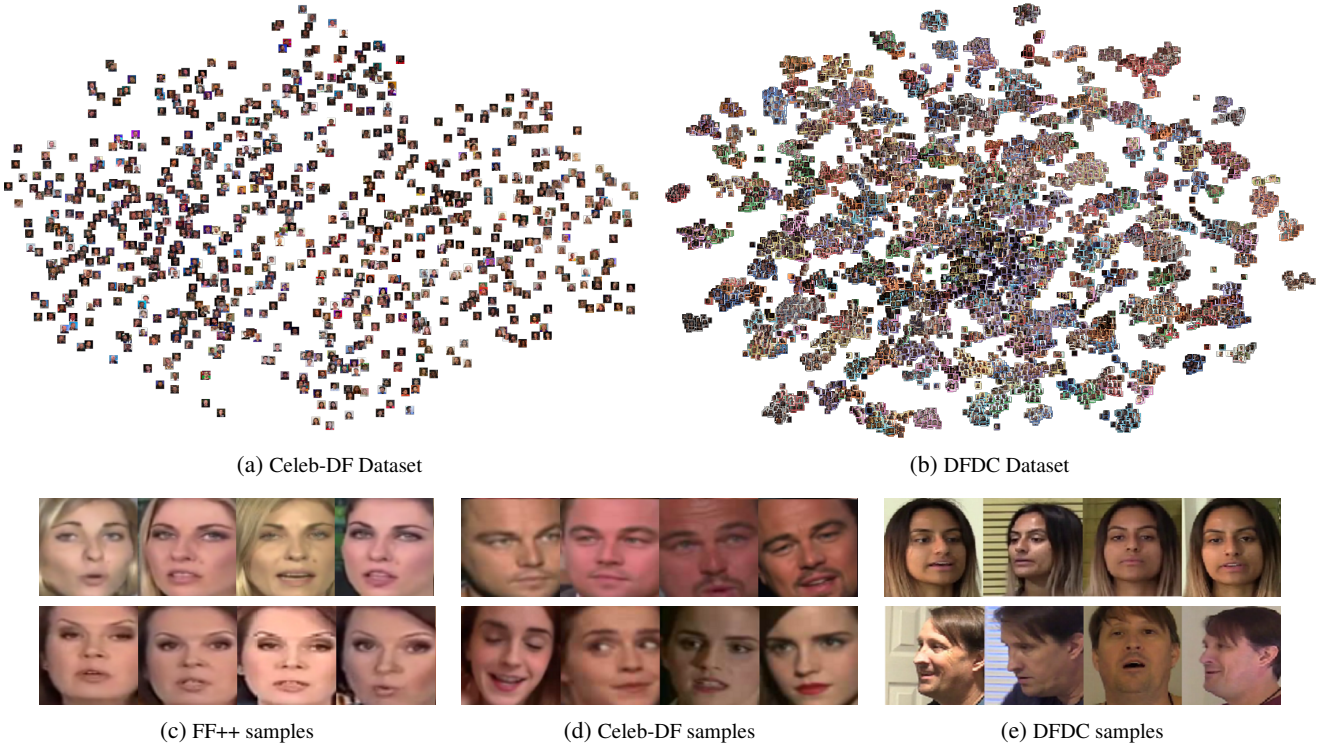 (a) Celeb-DF Dataset
(b) DFDC Dataset
(c) FF++ samples
(d) Celeb-DF samples
(e) DFDC samples